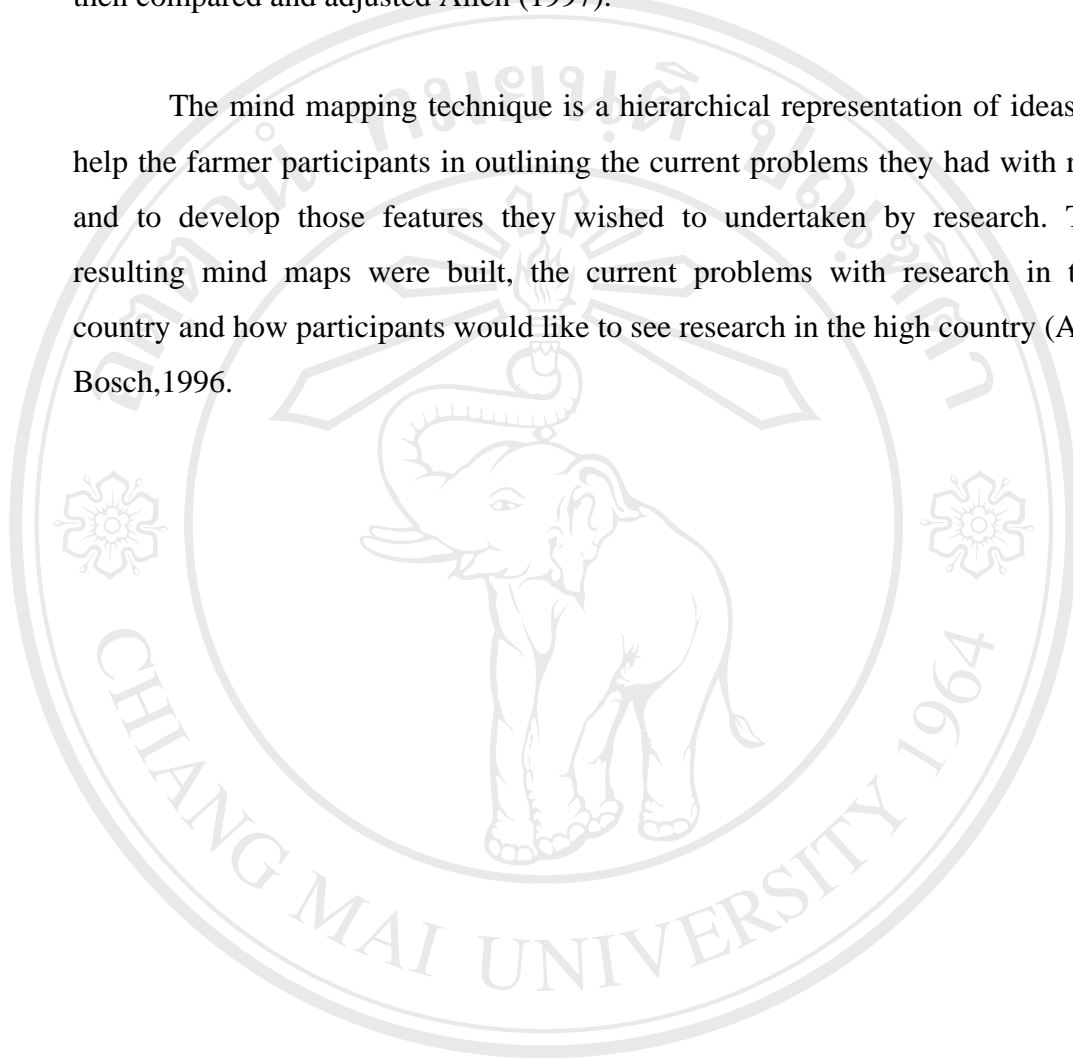 then compared and adjusted Allen (1997).
The mind mapping technique is a hierarchical representation of ideas
help the farmer participants in outlining the current problems they had with
and to develop those features they wished to undertaken by research.
resulting mind maps were built, the current problems with research in
country and how participants would like to see research in the high country
Bosch,1996.
CHIANG MAI UNIVERSITY 1964